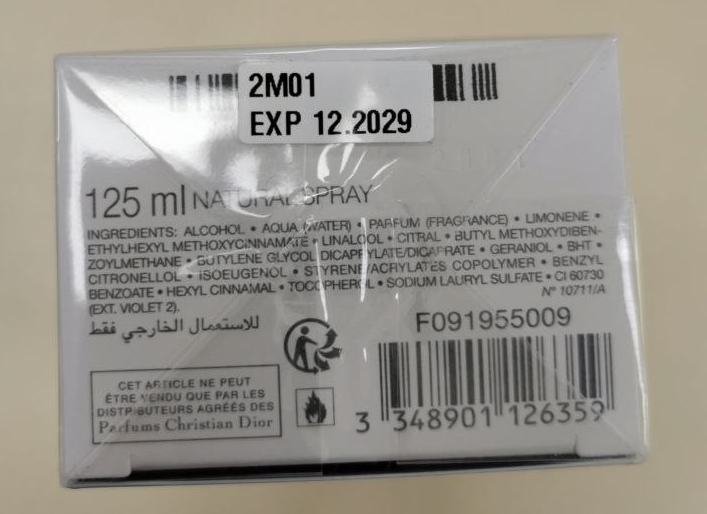 2M01
EXP 12.2029
125 ml NATURAL SPRAY
INGREDIENTS: ALCOHOL • AQUA (WATER) • PARFUM (FRAGRANCE) • LIMONENE •
ETHYLHEXYL METHOXYCINNAMATE • LINALOOL • CITRAL • BUTYL METHOXYDIBEN-
ZOYLMETHANE • BUTYLENE GLYCOL DICAPRYLATE/DICAPRATE • GERANIOL • BHT •
CITRONELLOL • ISOEUGENOL • STYRENE/ACRYLATES COPOLYMER • BENZYL
BENZOATE • HEXYL CINNAMAL • TOCOPHEROL • SODIUM LAURYL SULFATE • CI 60730
(EXT. VIOLET 2).
N° 10711/A
للاستعمال الخارجي فقط
F091955009
CET ARTICLE NE PEUT
ÊTRE VENDU QUE PAR LES
DISTRIBUTEURS AGRÉÉS DES
Parfums Christian Dior
3 348901 126359